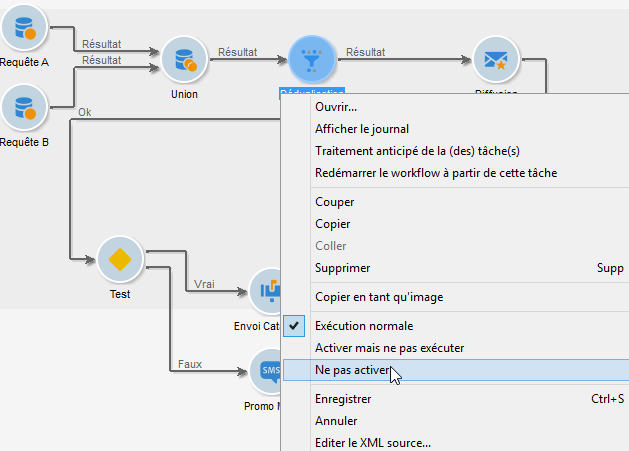 Requête A
Résultat
Résultat
Requête B
Union
Résultat
Résultat
Diffusion
Ok
Test
Vrai
Faux
Envoi Cat
SMS
Promo
Ouvrir...
Afficher le journal
Traitement anticipé de la (des) tâche(s)
Redémarrer le workflow à partir de cette tâche
Couper
Copier
Coller
Supprimer Supp
Copier en tant qu'image
Exécution normale
Activer mais ne pas exécuter
Ne pas activer
Enregistrer Ctrl+S
Annuler
Editer le XML source...